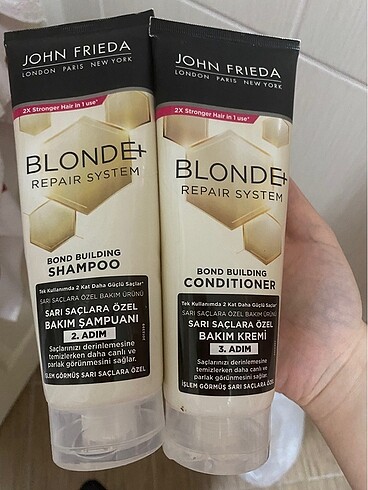 JOHN FRIEDA
LONDON PARIS NEW YORK
2X Stronger Hair in 1 use*
BLONDE+
REPAIR SYSTEM
BOND BUILDING
SHAMPOO
Tek Kullanımda 2 Kat Daha Güçlü Saçlar*
SARI SAÇLARA ÖZEL BAKIM ÜRÜNÜ
SARI SAÇLARA ÖZEL
BAKIM ŞAMPUANI
2. ADIM
Saçlarınızı derinlemesine
temizlerken daha canlı ve
parlak görünmesini sağlar.
İŞLEM GÖRMÜŞ SARI SAÇLARA ÖZEL
JOHN FRIEDA
LONDON PARIS NEW YORK
2X Stronger Hair in 1 use*
BLONDE+
REPAIR SYSTEM
BOND BUILDING
CONDITIONER
Tek Kullanımda 2 Kat Daha Güçlü Saçlar*
SARI SAÇLARA ÖZEL BAKIM ÜRÜNÜ
SARI SAÇLARA ÖZEL
BAKIM KREMİ
3. ADIM
Saçlarınızı derinlemesine
temizlerken daha canlı ve
parlak görünmesini sağlar.
İŞLEM GÖRMÜŞ SARI SAÇLARA ÖZEL